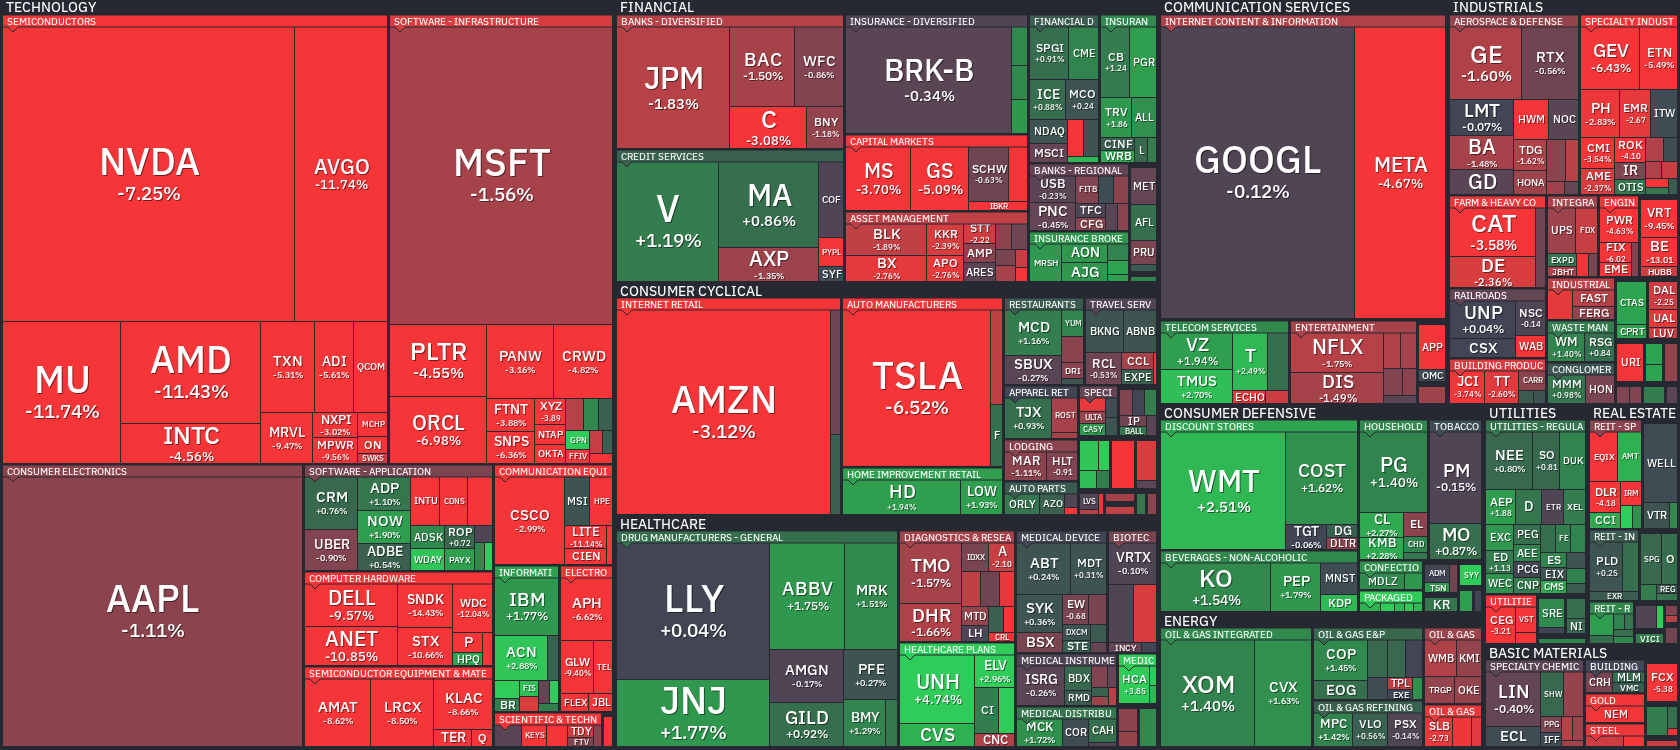 TECHNOLOGY
SEMICONDUCTORS
NVDA
-7.25%
AVGO
-11.74%
MU
-11.74%
AMD
-11.43%
INTC
-4.56%
TXN
-5.31%
ADI
-5.61%
QCOM
MRVL
-9.47%
NXPI
-3.02%
MCHP
MPWR
-9.56%
ON
SWKS
SOFTWARE - INFRASTRUCTURE
MSFT
-1.56%
PLTR
-4.55%
PANW
-3.16%
CRWD
-4.82%
ORCL
-6.98%
FTNT
-3.88%
XYZ
-3.89
SNPS
-6.36%
NTAP
GPN
OKTA
FFIV
CONSUMER ELECTRONICS
AAPL
-1.11%
SOFTWARE - APPLICATION
CRM
+0.76%
ADP
+1.10%
INTU
CDNS
NOW
+1.90%
UBER
-0.90%
ADBE
+0.54%
ADSK
ROP
+0.72
WDAY
PAYX
COMMUNICATION EQUI
CSCO
-2.99%
MSI
HPE
LITE
-11.14%
CIEN
COMPUTER HARDWARE
DELL
-9.57%
SNDK
-14.43%
WDC
-12.04%
ANET
-10.85%
STX
-10.66%
P
HPQ
INFORMATI
IBM
+1.77%
ACN
+2.88%
FIS
BR
ELECTRO
APH
-6.62%
GLW
-9.40%
TEL
FLEX
JBL
SEMICONDUCTOR EQUIPMENT & MATE
AMAT
-8.62%
LRCX
-8.50%
KLAC
-8.66%
TER
Q
SCIENTIFIC & TECHN
KEYS
TDY
FTV
FINANCIAL
BANKS - DIVERSIFIED
JPM
-1.83%
BAC
-1.50%
WFC
-0.86%
C
-3.08%
BNY
-1.18%
CREDIT SERVICES
V
+1.19%
MA
+0.86%
COF
AXP
-1.35%
PYPL
SYF
INSURANCE - DIVERSIFIED
BRK-B
-0.34%
CAPITAL MARKETS
MS
-3.70%
GS
-5.09%
SCHW
-0.63%
IBKR
ASSET MANAGEMENT
BLK
-1.89%
KKR
-2.39%
STT
-2.22
AMP
BX
-2.76%
APO
-2.76%
ARES
FINANCIAL D
SPGI
+0.91%
CME
ICE
+0.88%
MCO
+0.24
NDAQ
MSCI
INSURAN
CB
+1.24
PGR
TRV
+1.86
ALL
CINF
WRB
L
BANKS - REGIONAL
USB
-0.23%
FITB
PNC
-0.45%
TFC
CFG
MET
AFL
PRU
INSURANCE BROKE
MRSH
AON
AJG
CONSUMER CYCLICAL
INTERNET RETAIL
AMZN
-3.12%
AUTO MANUFACTURERS
TSLA
-6.52%
F
HOME IMPROVEMENT RETAIL
HD
+1.94%
LOW
+1.93%
RESTAURANTS
MCD
+1.16%
YUM
SBUX
-0.27%
DRI
TRAVEL SERV
BKNG
ABNB
RCL
-0.53%
CCL
EXPE
APPAREL RET
TJX
+0.93%
ROST
SPECI
ULTA
CASY
IP
BALL
LODGING
MAR
-1.11%
HLT
-0.91
AUTO PARTS
ORLY
AZO
LVS
HEALTHCARE
DRUG MANUFACTURERS - GENERAL
LLY
+0.04%
JNJ
+1.77%
ABBV
+1.75%
MRK
+1.51%
AMGN
-0.17%
PFE
+0.27%
GILD
+0.92%
BMY
+1.29%
DIAGNOSTICS & RESEA
TMO
-1.57%
IDXX
A
-2.10
DHR
-1.66%
MTD
LH
CRL
HEALTHCARE PLANS
UNH
+4.74%
ELV
+2.96%
CI
CVS
CNC
MEDICAL DEVICE
ABT
+0.24%
MDT
+0.31%
SYK
+0.36%
EW
-0.68
DXCM
BSX
STE
BIOTEC
VRTX
-0.10%
INCY
MEDICAL INSTRUME
ISRG
-0.26%
BDX
RMD
MEDIC
HCA
+3.85
MEDICAL DISTRIBU
MCK
+1.72%
COR
CAH
COMMUNICATION SERVICES
INTERNET CONTENT & INFORMATION
GOOGL
-0.12%
META
-4.67%
TELECOM SERVICES
VZ
+1.94%
T
+2.49%
TMUS
+2.70%
ECHO
ENTERTAINMENT
NFLX
-1.75%
DIS
-1.49%
APP
OMC
INDUSTRIALS
AEROSPACE & DEFENSE
GE
-1.60%
RTX
-0.56%
LMT
-0.07%
HWM
NOC
BA
-1.48%
TDG
-1.62%
GD
HONA
SPECIALTY INDUST
GEV
-6.43%
ETN
-5.49%
PH
-2.83%
EMR
-2.67
ITW
CMI
-3.54%
ROK
-4.10
AME
-2.37%
IR
OTIS
FARM & HEAVY CO
CAT
-3.58%
DE
-2.36%
INTEGRA
UPS
FDX
EXPD
JBHT
ENGIN
PWR
-4.63%
FIX
-6.02
EME
VRT
-9.45%
BE
-13.01
HUBB
RAILROADS
UNP
+0.04%
NSC
-0.14
CSX
WAB
INDUSTRIAL
FAST
FERG
CTAS
CPRT
DAL
-2.25
UAL
LUV
WASTE MAN
WM
+1.40%
RSG
+0.84
URI
BUILDING PRODUC
JCI
-3.74%
TT
-2.60%
CARR
CONGLOMER
MMM
+0.98%
HON
CONSUMER DEFENSIVE
DISCOUNT STORES
WMT
+2.51%
COST
+1.62%
TGT
-0.06%
DG
DLTR
HOUSEHOLD
PG
+1.40%
CL
+2.27%
EL
KMB
+2.28%
CHD
TOBACCO
PM
-0.15%
MO
+0.87%
BEVERAGES - NON-ALCOHOLIC
KO
+1.54%
PEP
+1.79%
MNST
KDP
CONFECTIO
MDLZ
PACKAGED
ADM
TSN
SYY
KR
ENERGY
OIL & GAS INTEGRATED
XOM
+1.40%
CVX
+1.63%
OIL & GAS E&P
COP
+1.45%
EOG
TPL
EXE
OIL & GAS REFINING
MPC
+1.42%
VLO
+0.56%
PSX
-0.14%
OIL & GAS
WMB
KMI
TRGP
OKE
OIL & GAS
SLB
-2.73
UTILITIES
UTILITIES - REGULA
NEE
+0.80%
SO
+0.81
DUK
AEP
+1.88
D
ETR
XEL
EXC
PEG
FE
ED
+1.13
AEE
PCG
ES
EIX
WEC
CNP
CMS
UTILITIE
CEG
-3.21
VST
SRE
NI
REAL ESTATE
REIT - SP
EQIX
AMT
DLR
-4.18
IRM
CCI
WELL
VTR
REIT - IN
PLD
+0.25
EXR
SPG
O
REG
REIT - R
VICI
BASIC MATERIALS
SPECIALTY CHEMIC
LIN
-0.40%
SHW
ECL
PPG
IFF
BUILDING
CRH
MLM
VMC
FCX
-5.38
GOLD
NEM
STEEL